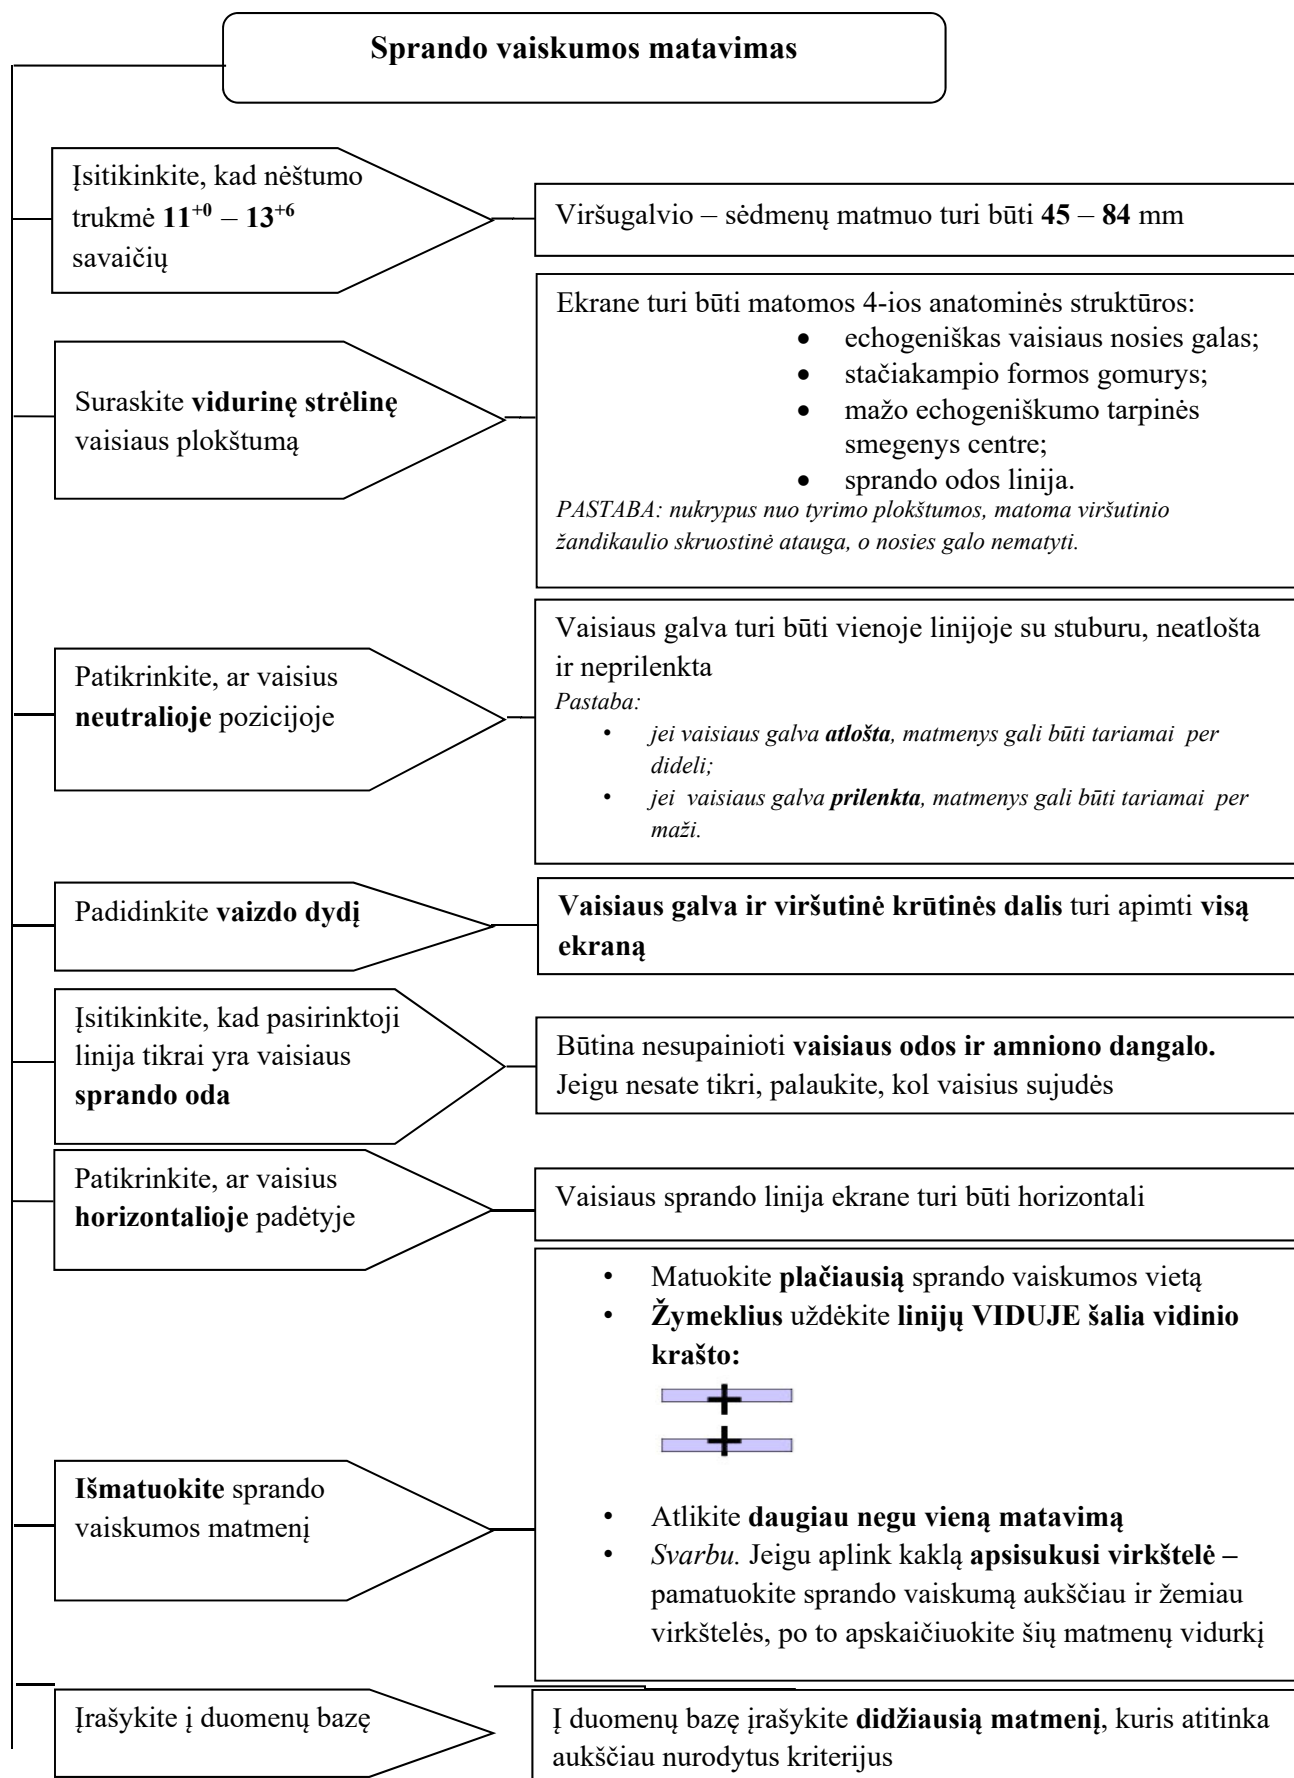 Sprando vaiskumos matavimas
Įsitikinkite, kad nėštumo
trukmė 11⁺⁰ – 13⁺⁶
savaičių
Viršugalvio – sėdmenų matmuo turi būti 45 – 84 mm
Suraskite vidurinę strėlinę
vaisiaus plokštumą
Ekrane turi būti matomos 4-ios anatominės struktūros:
• echogeniškas vaisiaus nosies galas;
• stačiakampio formos gomurys;
• mažo echogeniškumo tarpinės
smegenys centre;
• sprando odos linija.
PASTABA: nukrypus nuo tyrimo plokštumos, matoma viršutinio
žandikaulio skruostinė atauga, o nosies galo nematyti.
Patikrinkite, ar vaisius
neutralioje pozicijoje
Vaisiaus galva turi būti vienoje linijoje su stuburu, neatlošta
ir neprilenkta
Pastaba:
• jei vaisiaus galva atlošta, matmenys gali būti tariamai per
dideli;
• jei vaisiaus galva prilenkta, matmenys gali būti tariamai per
maži.
Padidinkite vaizdo dydį
Vaisiaus galva ir viršutinė krūtinės dalis turi apimti visą
ekraną
Įsitikinkite, kad pasirinktoji
linija tikrai yra vaisiaus
sprando oda
Būtina nesupainioti vaisiaus odos ir amniono dangalo.
Jeigu nesate tikri, palaukite, kol vaisius sujudės
Patikrinkite, ar vaisius
horizontalioje padėtyje
Vaisiaus sprando linija ekrane turi būti horizontali
Išmatuokite sprando
vaiskumos matmenį
• Matuokite plačiausią sprando vaiskumos vietą
• Žymeklius uždėkite linijų VIDUJE šalia vidinio
krašto:
• Atlikite daugiau negu vieną matavimą
• Svarbu. Jeigu aplink kaklą apsisukusi virkštelė –
pamatuokite sprando vaiskumą aukščiau ir žemiau
virkštelės, po to apskaičiuokite šių matmenų vidurkį
Įrašykite į duomenų bazę
Į duomenų bazę įrašykite didžiausią matmenį, kuris atitinka
aukščiau nurodytus kriterijus